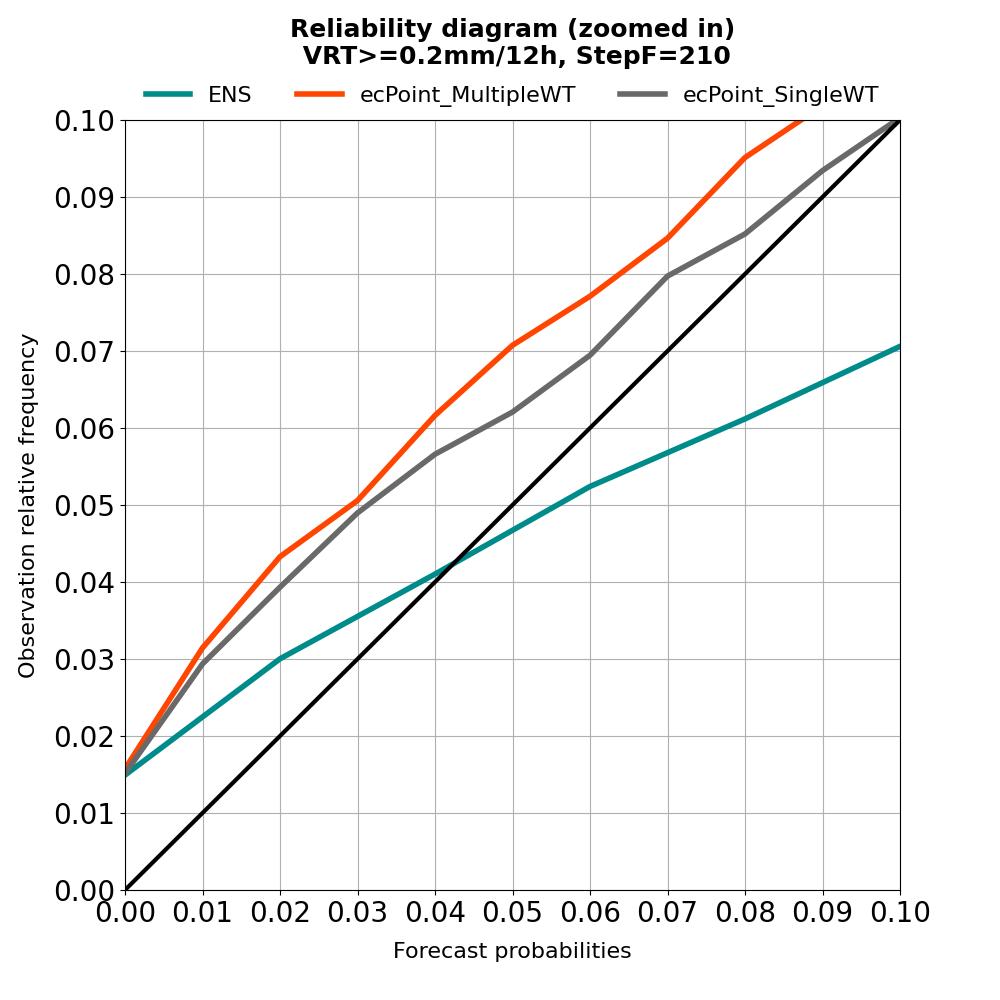 Reliability diagram (zoomed in)
VRT>=0.2mm/12h, StepF=210
ENS ecPoint_MultipleWT ecPoint_SingleWT
0.10
0.09
0.08
0.07
0.06
0.05
0.04
0.03
0.02
0.01
0.00
Observation relative frequency
0.00 0.01 0.02 0.03 0.04 0.05 0.06 0.07 0.08 0.09 0.10
Forecast probabilities